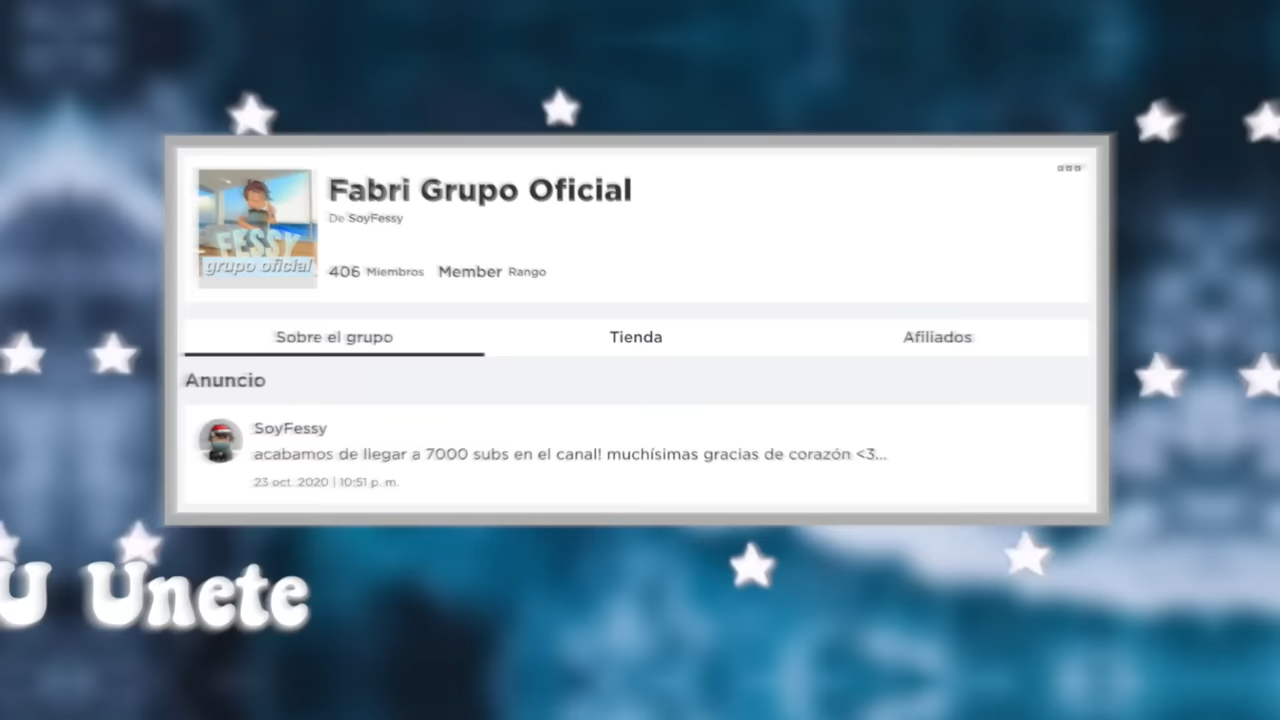 Fabri Grupo Oficial
De SoyFessy
FESSY
grupo oficial
406 Miembros Member Rango
Sobre el grupo Tienda Afiliados
Anuncio
SoyFessy
acabamos de llegar a 7000 subs en el canal! muchísimas gracias de corazón <3...
23 oct. 2020 | 10:51 p. m.
U Unete